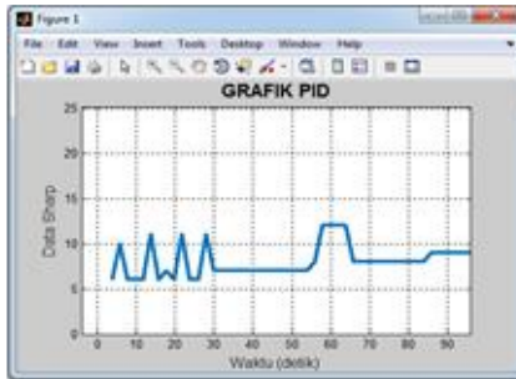 Figure 1
File Edit View Insert Tools Desktop Window Help
GRAFIK PID
25
20
15
10
5
0
Data Sharp
0 10 20 30 40 50 60 70 80 90
Waktu (detik)